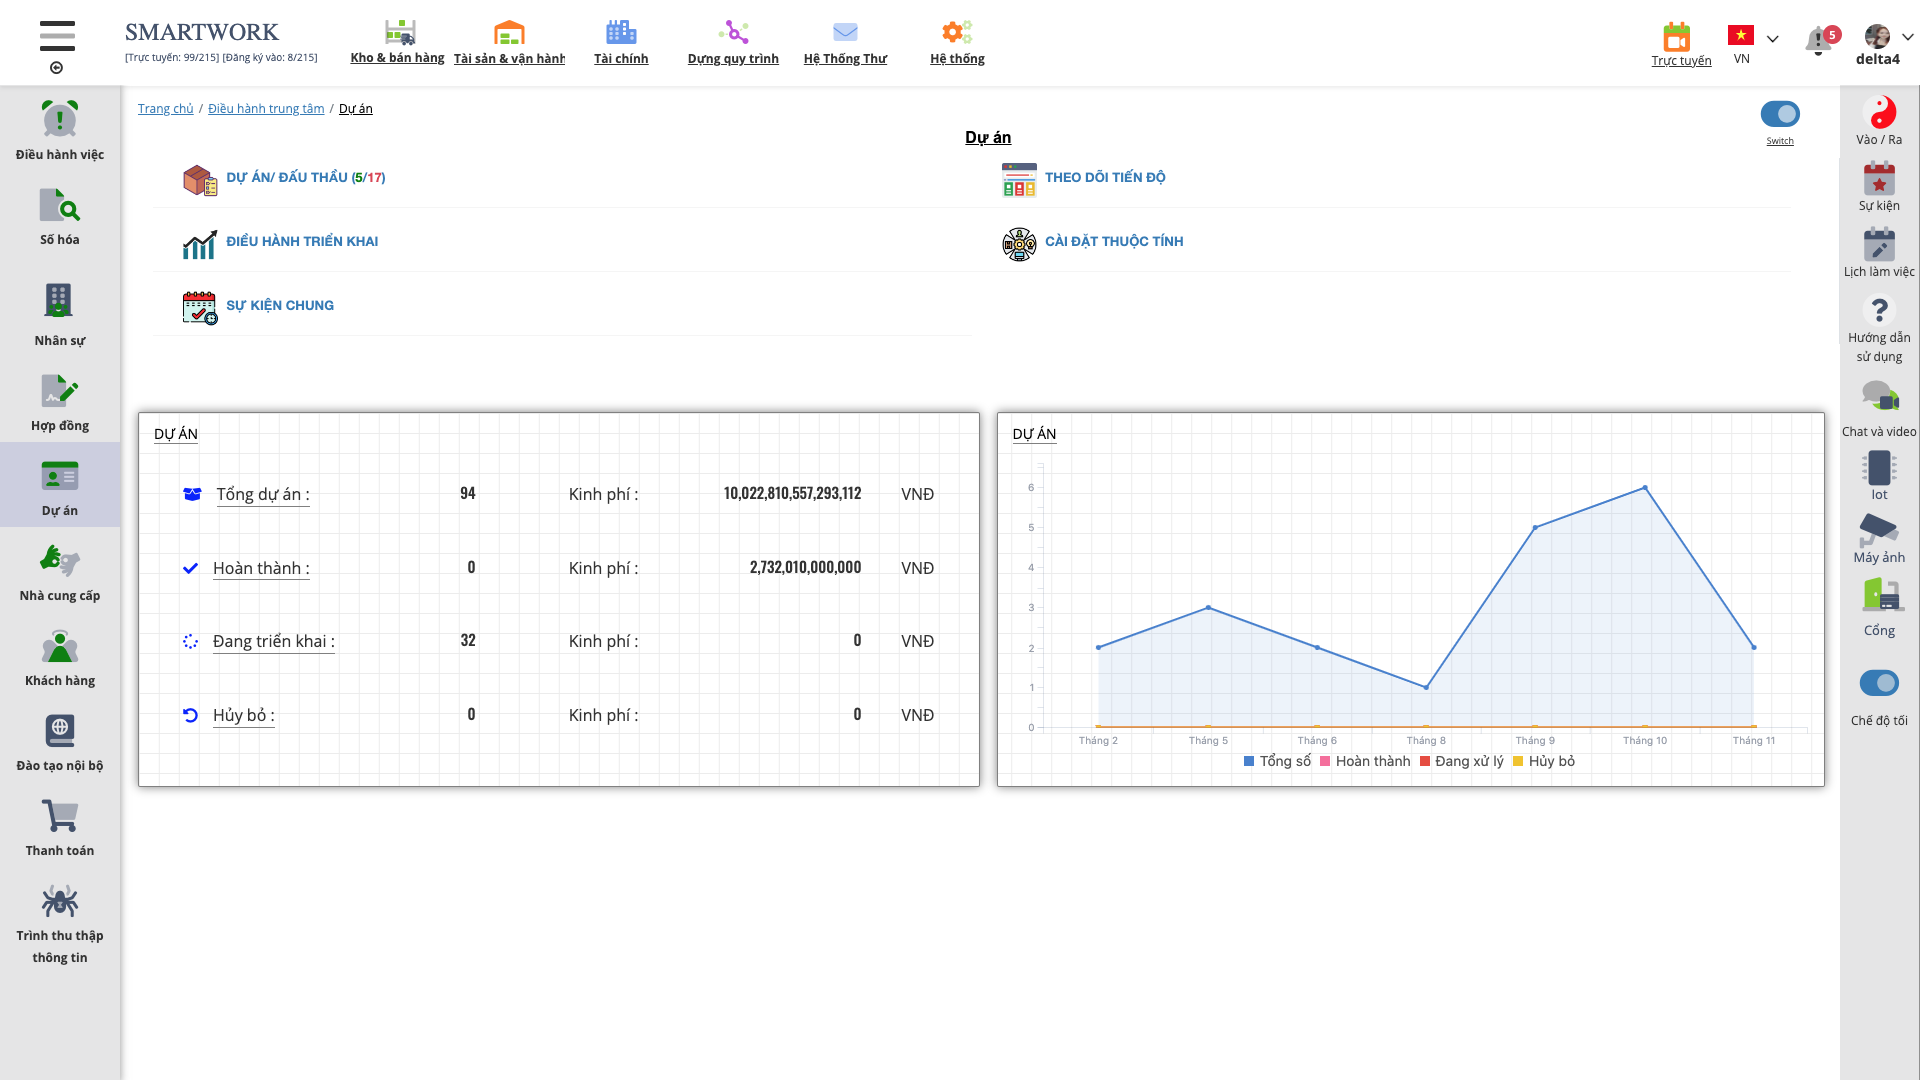 SMARTWORK
[Trực tuyến: 99/215] [Đăng ký vào: 8/215]
Kho & bán hàng
Tài sản & vận hành
Tài chính
Dựng quy trình
Hệ Thống Thư
Hệ thống
Trực tuyến
VN
5
delta4
Điều hành việc
Số hóa
Nhân sự
Hợp đồng
Dự án
Nhà cung cấp
Khách hàng
Đào tạo nội bộ
Thanh toán
Trình thu thập
thông tin
Trang chủ / Điều hành trung tâm / Dự án
Dự án
Switch
DỰ ÁN/ ĐẤU THẦU (5/17)
THEO DÕI TIẾN ĐỘ
ĐIỀU HÀNH TRIỂN KHAI
CÀI ĐẶT THUỘC TÍNH
SỰ KIỆN CHUNG
DỰ ÁN
Tổng dự án : 94 Kinh phí : 10,022,810,557,293,112 VNĐ
Hoàn thành : 0 Kinh phí : 2,732,010,000,000 VNĐ
Đang triển khai : 32 Kinh phí : 0 VNĐ
Hủy bỏ : 0 Kinh phí : 0 VNĐ
DỰ ÁN
6
5
4
3
2
1
0
Tháng 2 Tháng 5 Tháng 6 Tháng 8 Tháng 9 Tháng 10 Tháng 11
Tổng số Hoàn thành Đang xử lý Hủy bỏ
Vào / Ra
Sự kiện
Lịch làm việc
Hướng dẫn
sử dụng
Chat và video
Iot
Máy ảnh
Cổng
Chế độ tối